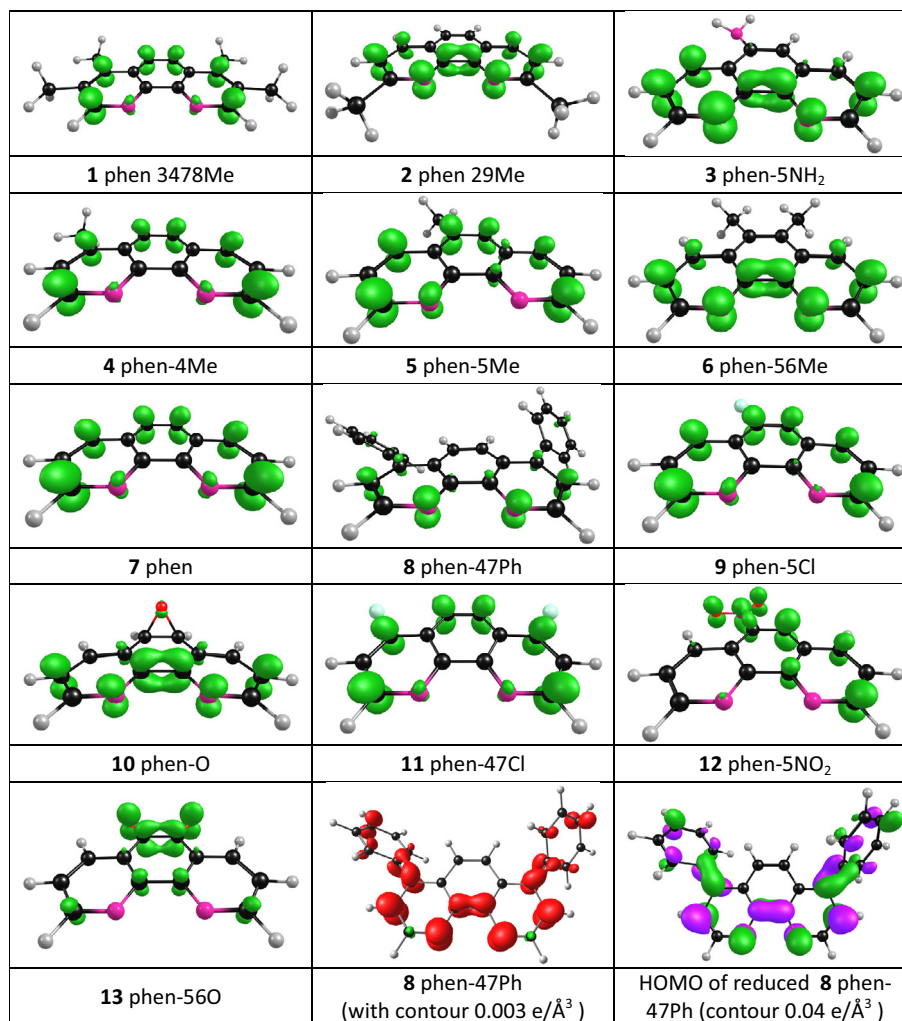 1 phen 3478Me
2 phen 29Me
3 phen-5NH₂
4 phen-4Me
5 phen-5Me
6 phen-56Me
7 phen
8 phen-47Ph
9 phen-5Cl
10 phen-O
11 phen-47Cl
12 phen-5NO₂
13 phen-56O
8 phen-47Ph
(with contour 0.003 e/Å³ )
HOMO of reduced 8 phen-
47Ph (contour 0.04 e/Å³ )